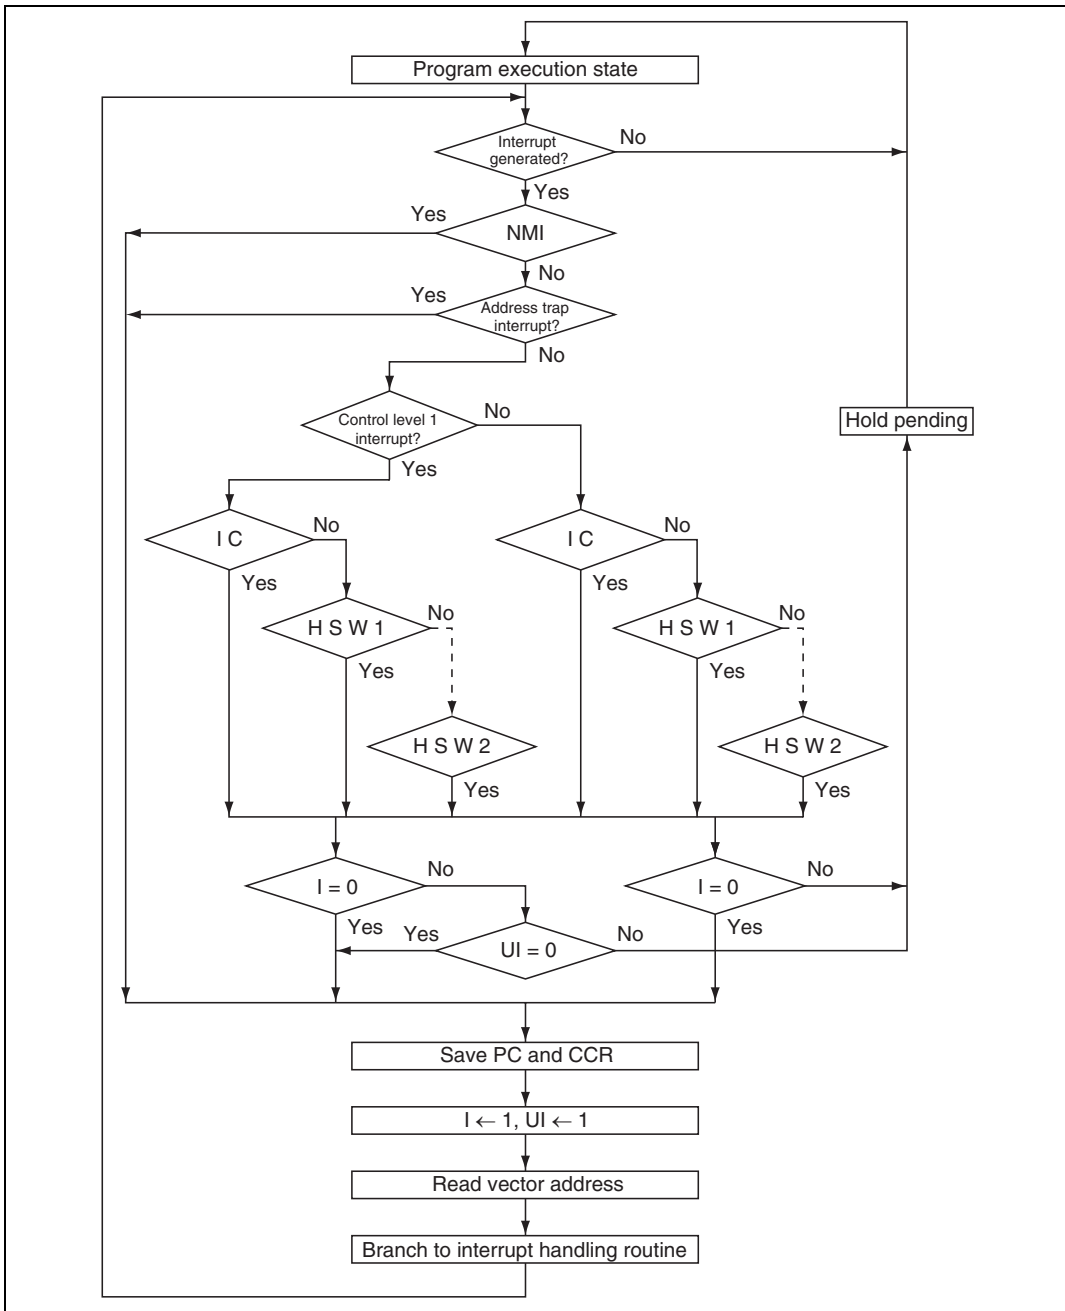 Program execution state
Interrupt
generated?
No
Yes
Yes
NMI
No
Yes
Address trap
interrupt?
No
Control level 1
interrupt?
No
Hold pending
Yes
I C
No
I C
No
Yes
Yes
H S W 1
No
H S W 1
No
Yes
Yes
H S W 2
H S W 2
Yes
Yes
I = 0
No
I = 0
No
Yes
Yes
UI = 0
No
Yes
Save PC and CCR
I ← 1, UI ← 1
Read vector address
Branch to interrupt handling routine